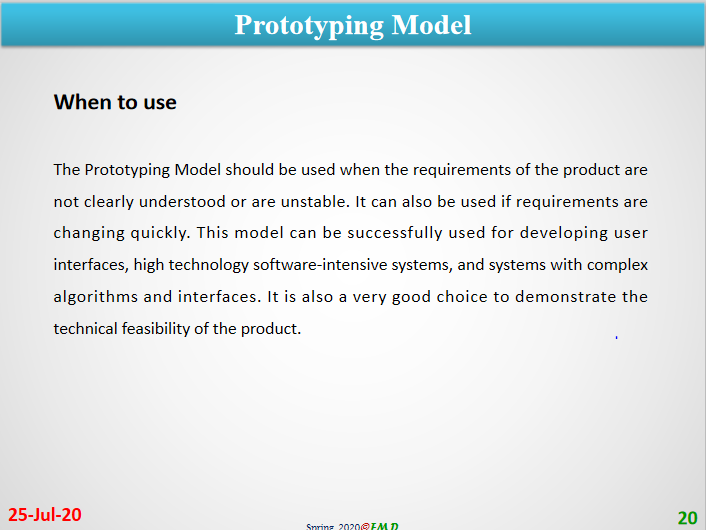 Prototyping Model
When to use
The Prototyping Model should be used when the requirements of the product are
not clearly understood or are unstable. It can also be used if requirements are
changing quickly. This model can be successfully used for developing user
interfaces, high technology software-intensive systems, and systems with complex
algorithms and interfaces. It is also a very good choice to demonstrate the
technical feasibility of the product.
25-Jul-20
Spring_2020@FMD
20